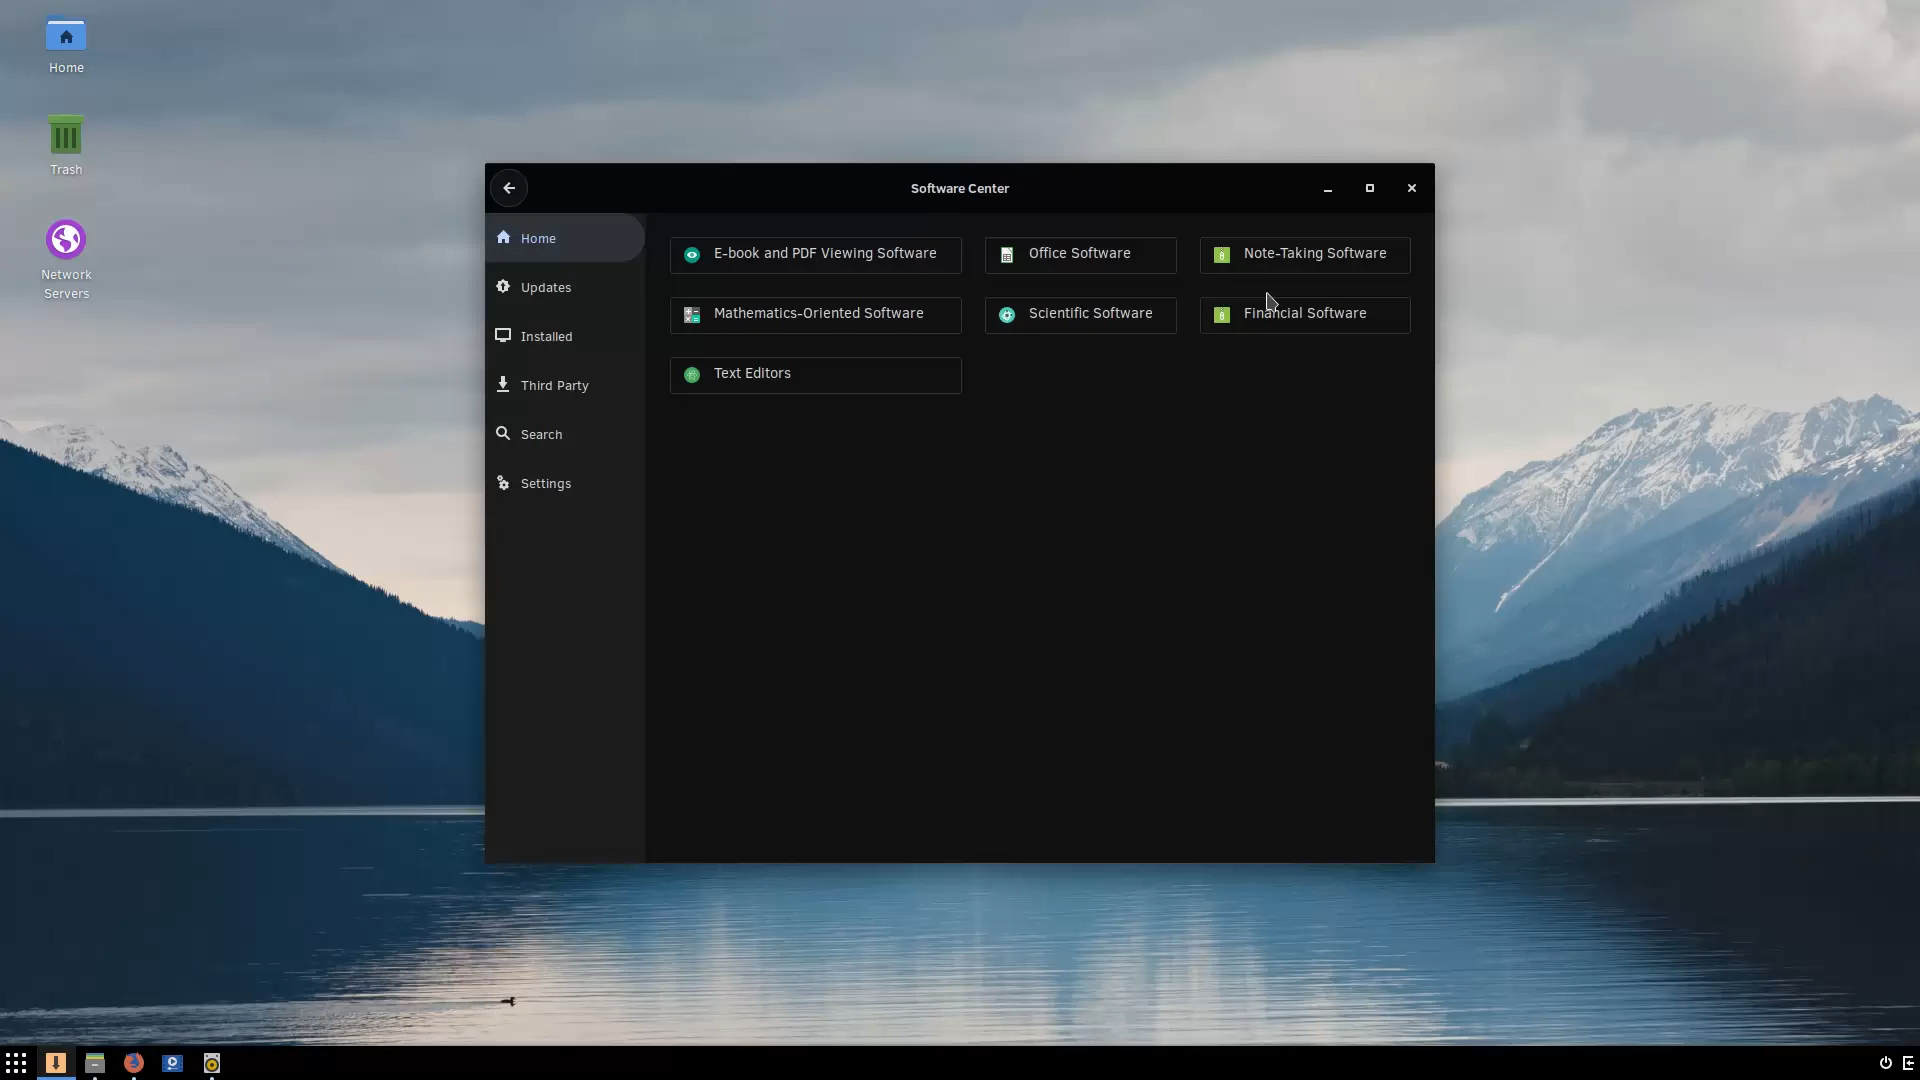 Home
Trash
Network
Servers
Software Center
Home
Updates
Installed
Third Party
Search
Settings
E-book and PDF Viewing Software
Office Software
Note-Taking Software
Mathematics-Oriented Software
Scientific Software
Financial Software
Text Editors